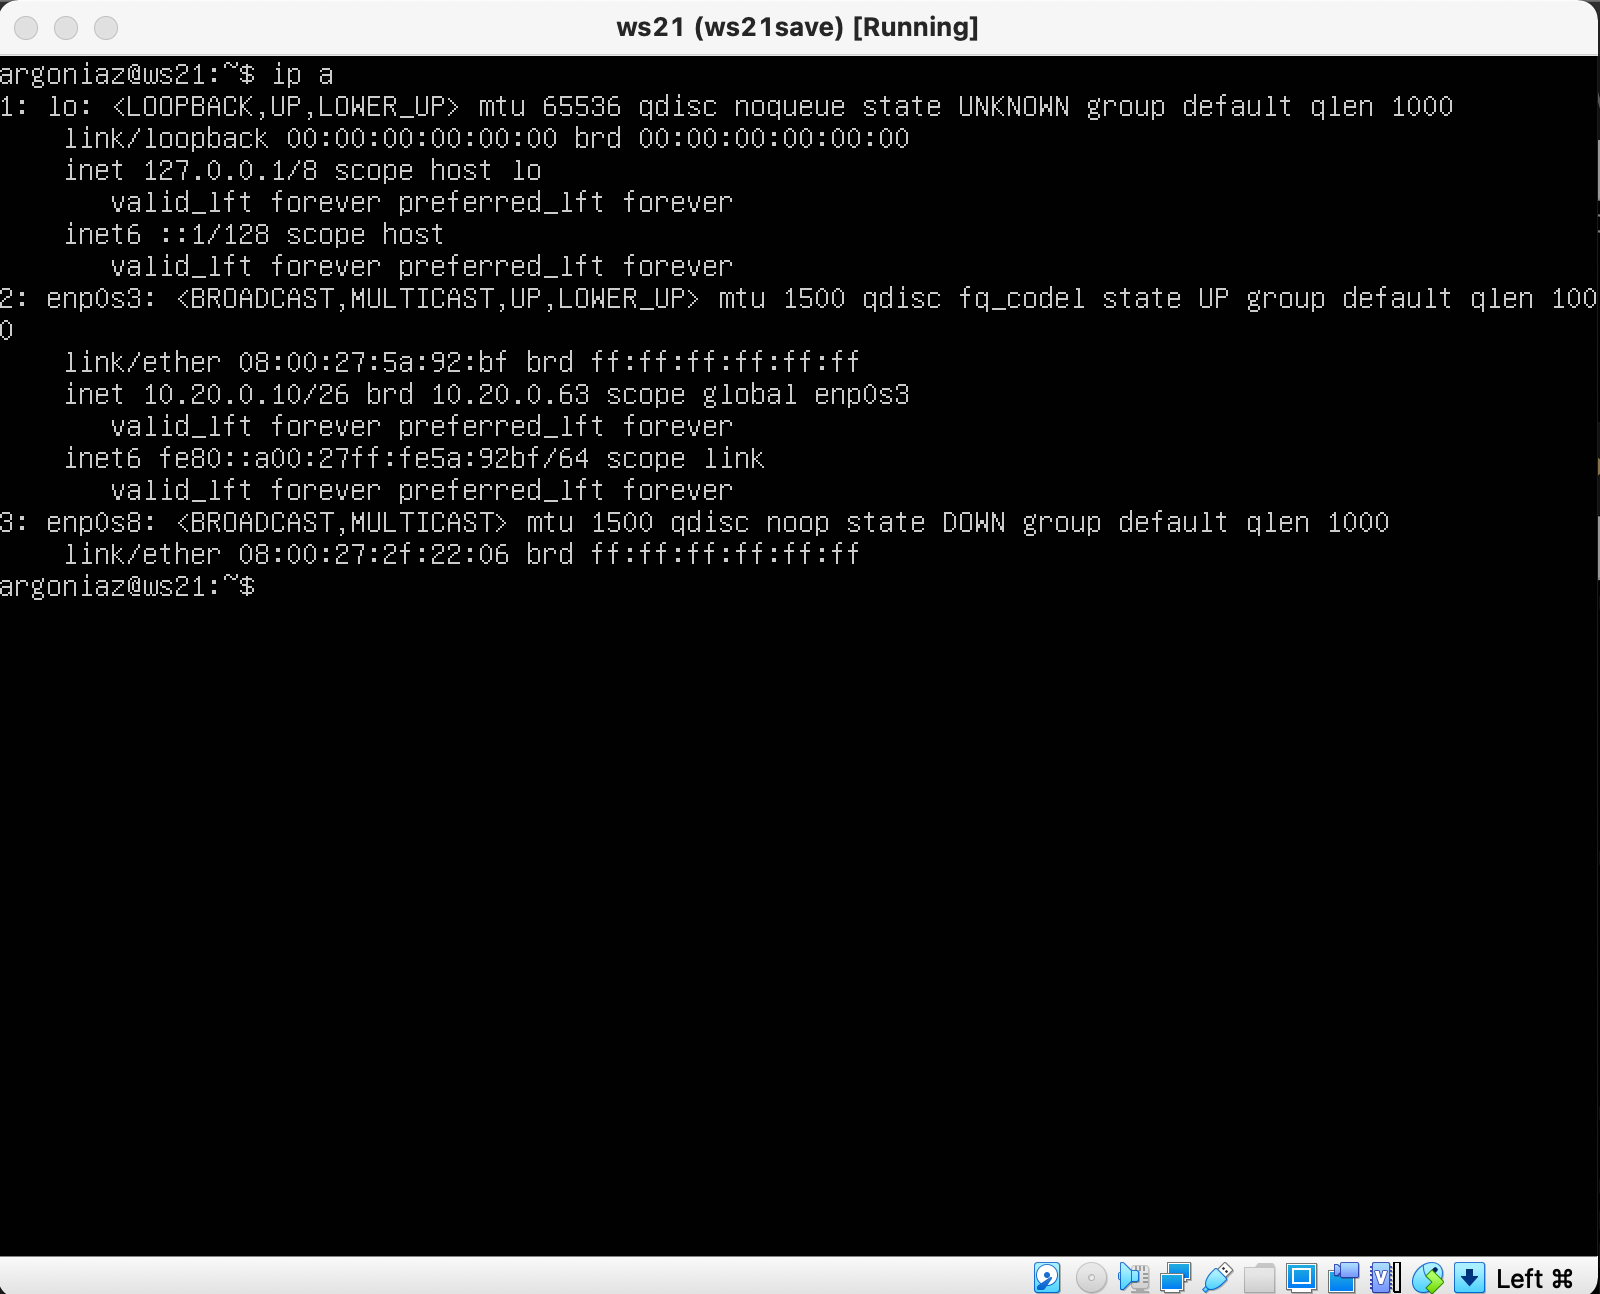 ws21 (ws21save) [Running]
argoniaz@ws21:~$ ip a
1: lo: <LOOPBACK,UP,LOWER_UP> mtu 65536 qdisc noqueue state UNKNOWN group default qlen 1000
    link/loopback 00:00:00:00:00:00 brd 00:00:00:00:00:00
    inet 127.0.0.1/8 scope host lo
       valid_lft forever preferred_lft forever
    inet6 ::1/128 scope host
       valid_lft forever preferred_lft forever
2: enp0s3: <BROADCAST,MULTICAST,UP,LOWER_UP> mtu 1500 qdisc fq_codel state UP group default qlen 100
0
    link/ether 08:00:27:5a:92:bf brd ff:ff:ff:ff:ff:ff
    inet 10.20.0.10/26 brd 10.20.0.63 scope global enp0s3
       valid_lft forever preferred_lft forever
    inet6 fe80::a00:27ff:fe5a:92bf/64 scope link
       valid_lft forever preferred_lft forever
3: enp0s8: <BROADCAST,MULTICAST> mtu 1500 qdisc noop state DOWN group default qlen 1000
    link/ether 08:00:27:2f:22:06 brd ff:ff:ff:ff:ff:ff
argoniaz@ws21:~$
Left ⌘